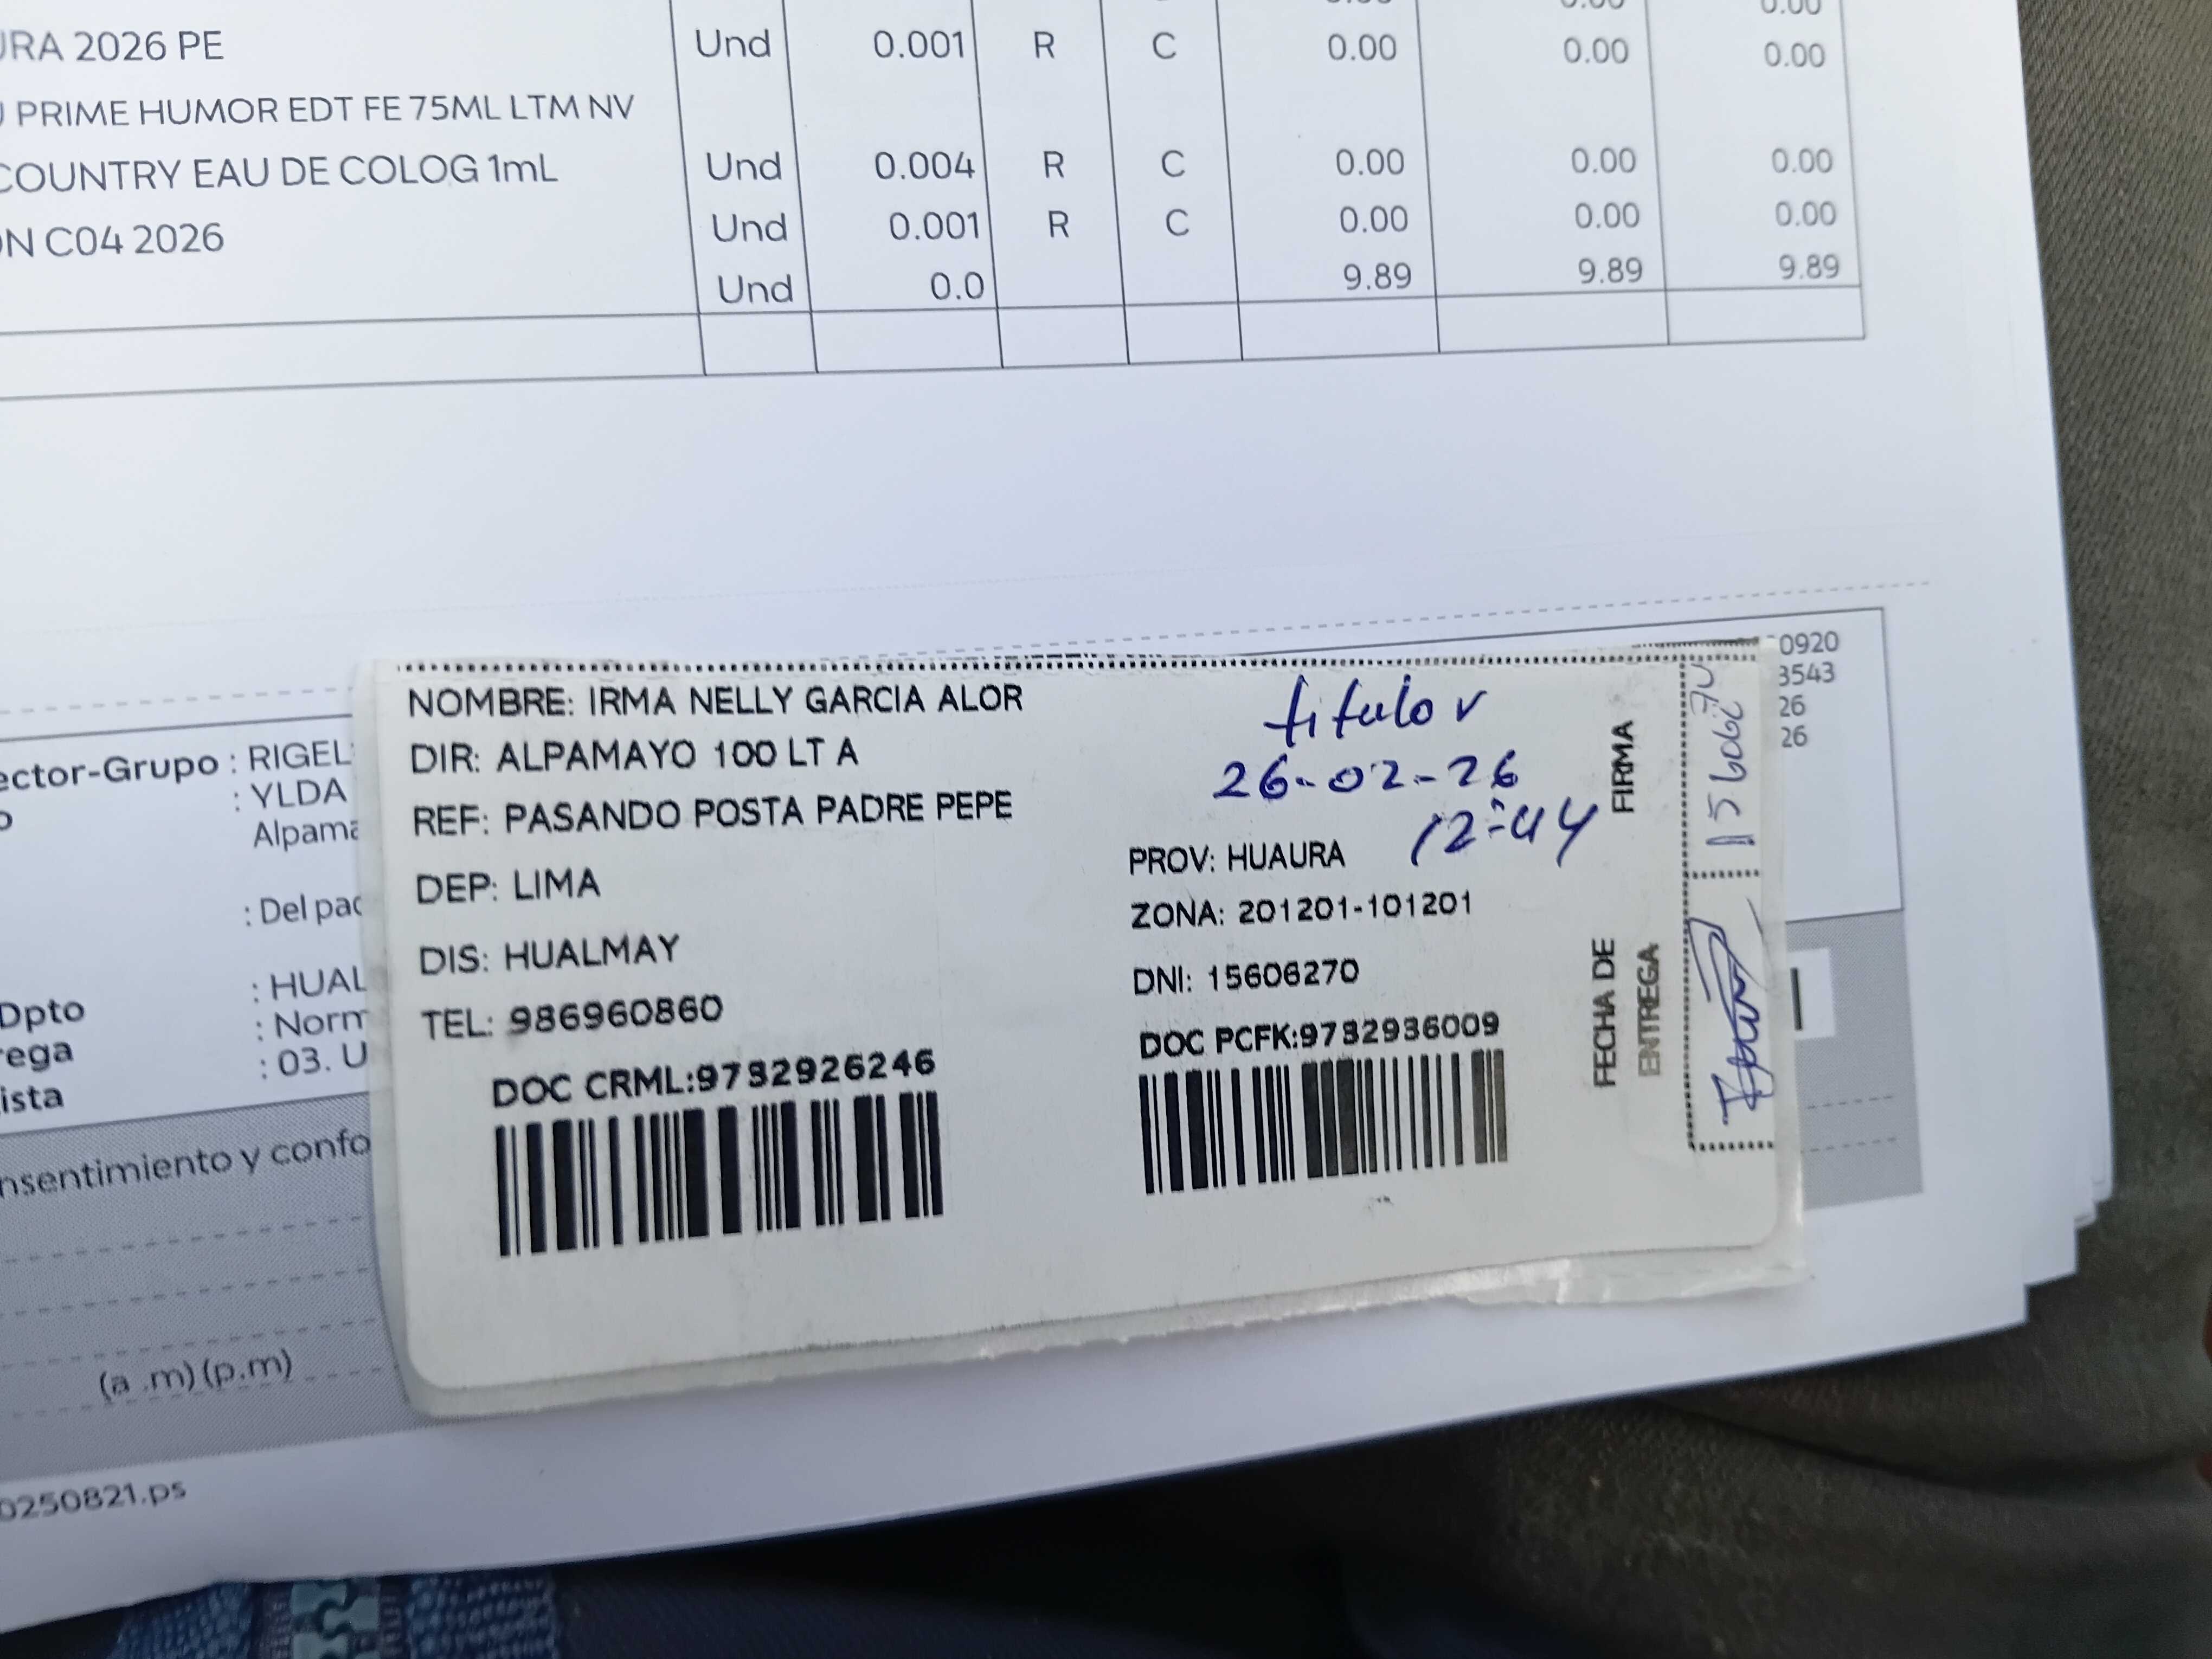 URA 2026 PE Und 0.001 R C 0.00 0.00 0.00
PRIME HUMOR EDT FE 75ML LTM NV
COUNTRY EAU DE COLOG 1mL Und 0.004 R C 0.00 0.00 0.00
ON C04 2026 Und 0.001 R C 0.00 0.00 0.00
Und 0.0 9.89 9.89 9.89
0920
3543
26
26
ector-Grupo : RIGEL
: YLDA
Alpama
: Del pac
: HUAL
Dpto : Norm
rega : 03. U
ista
nsentimiento y confo
(a .m) (p.m)
0250821.ps
NOMBRE: IRMA NELLY GARCIA ALOR
DIR: ALPAMAYO 100 LT A
REF: PASANDO POSTA PADRE PEPE
DEP: LIMA
DIS: HUALMAY
TEL: 986960860
DOC CRML:9732926246
titular
26-02-26
12:44
PROV: HUAURA
ZONA: 201201-101201
DNI: 15606270
DOC PCFK:9732936009
FIRMA
FECHA DE
ENTREGA
15606270